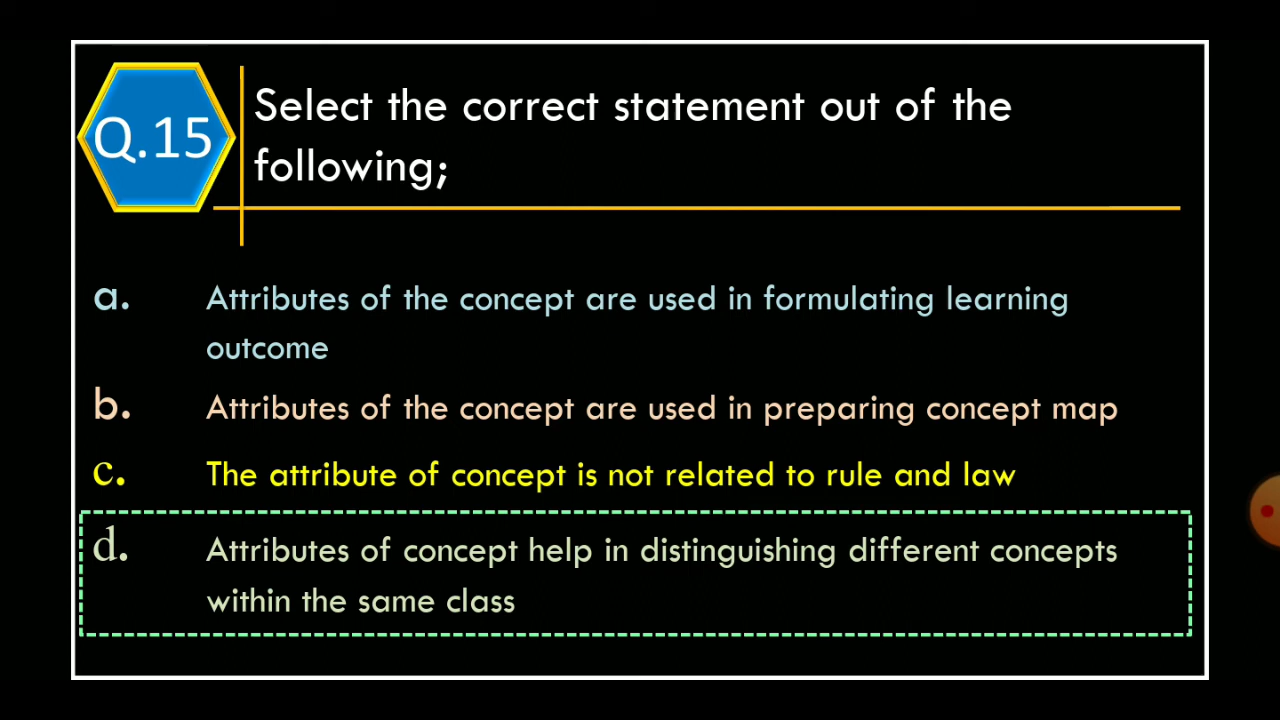 Q.15
Select the correct statement out of the
following;
a. Attributes of the concept are used in formulating learning
outcome
b. Attributes of the concept are used in preparing concept map
c. The attribute of concept is not related to rule and law
d. Attributes of concept help in distinguishing different concepts
within the same class